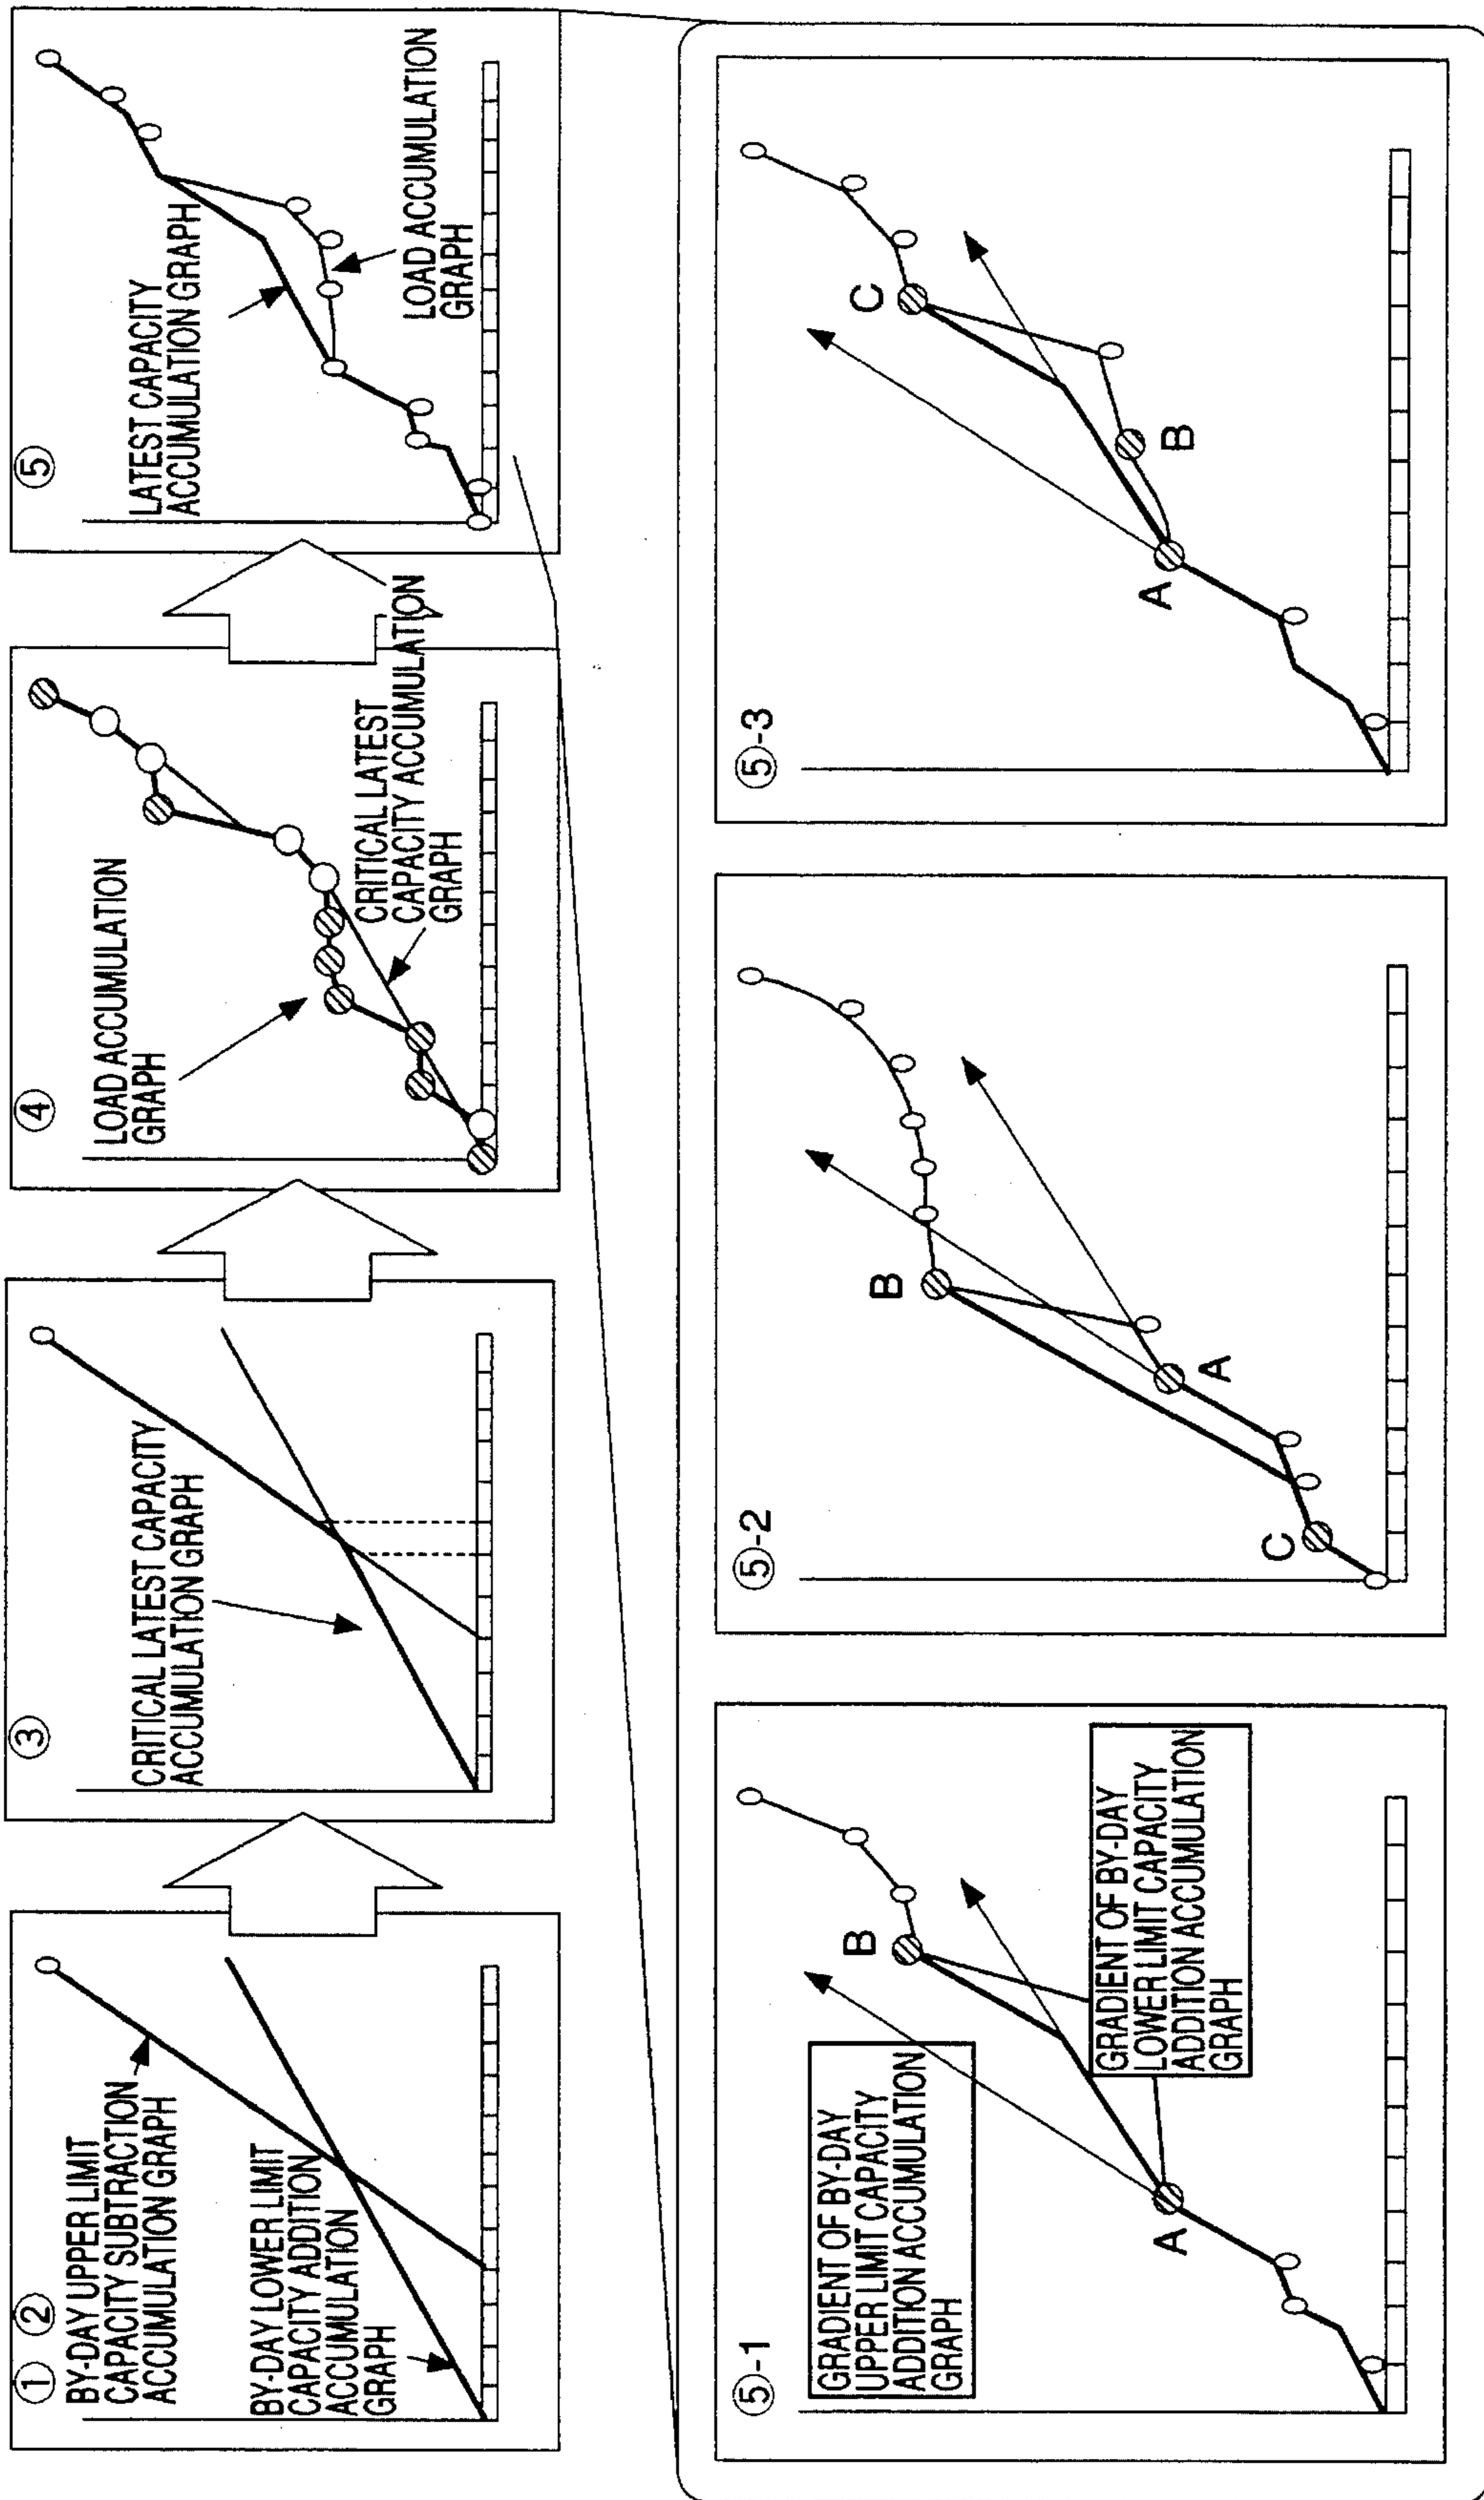 ① ②
BY-DAY UPPER LIMIT
CAPACITY SUBTRACTION
ACCUMULATION GRAPH
BY-DAY LOWER LIMIT
CAPACITY ADDITION
ACCUMULATION
GRAPH
③
CRITICAL LATEST CAPACITY
ACCUMULATION GRAPH
④
LOAD ACCUMULATION
GRAPH
CRITICAL LATEST
CAPACITY ACCUMULATION
GRAPH
⑤
LATEST CAPACITY
ACCUMULATION GRAPH
LOAD ACCUMULATION
GRAPH
⑤-1
GRADIENT OF BY-DAY
UPPER LIMIT CAPACITY
ADDITION ACCUMULATION
GRAPH
A
B
GRADIENT OF BY-DAY
LOWER LIMIT CAPACITY
ADDITION ACCUMULATION
GRAPH
⑤-2
C
B
A
⑤-3
A
C
B